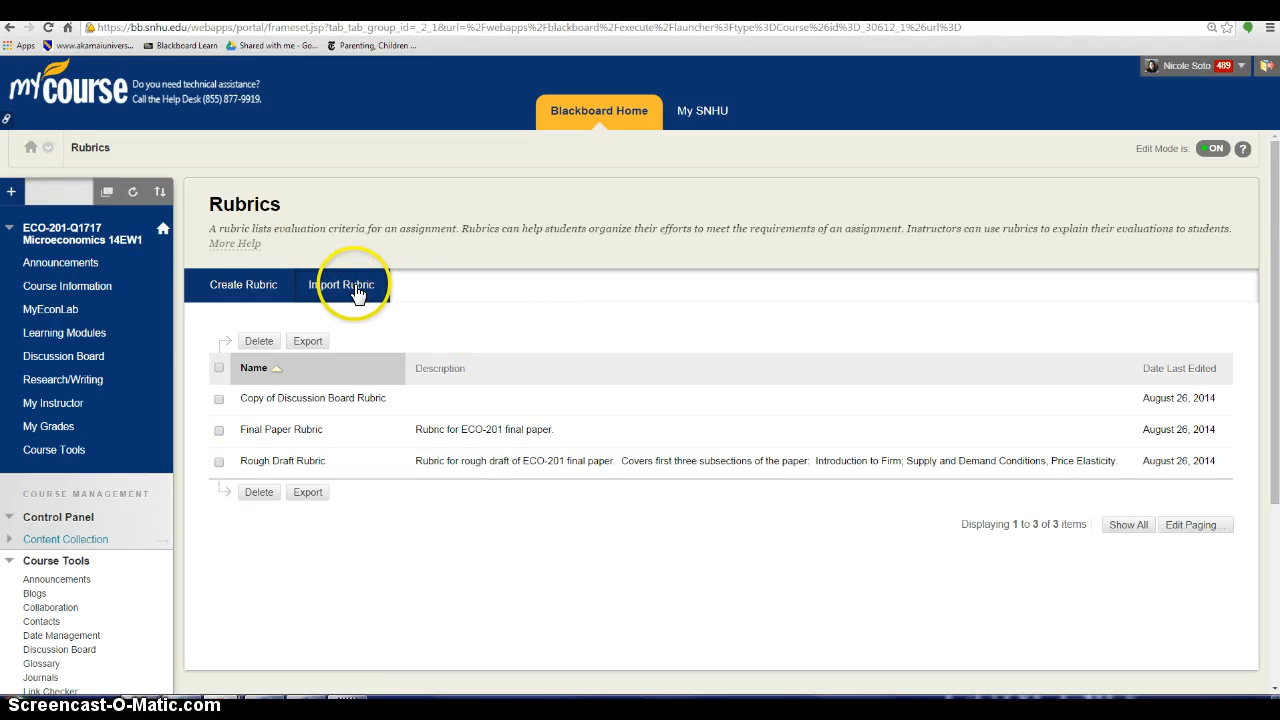 https://bb.snhu.edu/webapps/portal/frameset.jsp?tab_tab_group_id=_2_1&url=%2Fwebapps%2Fblackboard%2Fexecute%2Flauncher%3Ftype%3DCourse%26id%3D_30612_1%26url%3D
Apps www.akamaiunivers... Blackboard Learn Shared with me - Go... Parenting, Children ...
my course
Do you need technical assistance?
Call the Help Desk (855) 877-9919.
Nicole Soto 489
Blackboard Home My SNHU
Rubrics
Edit Mode is: ON ?
Rubrics
A rubric lists evaluation criteria for an assignment. Rubrics can help students organize their efforts to meet the requirements of an assignment. Instructors can use rubrics to explain their evaluations to students.
More Help
Create Rubric Import Rubric
Delete Export
Name Description Date Last Edited
Copy of Discussion Board Rubric August 26, 2014
Final Paper Rubric Rubric for ECO-201 final paper. August 26, 2014
Rough Draft Rubric Rubric for rough draft of ECO-201 final paper. Covers first three subsections of the paper: Introduction to Firm; Supply and Demand Conditions, Price Elasticity. August 26, 2014
Delete Export
Displaying 1 to 3 of 3 items Show All Edit Paging...
+
ECO-201-Q1717
Microeconomics 14EW1
Announcements
Course Information
MyEconLab
Learning Modules
Discussion Board
Research/Writing
My Instructor
My Grades
Course Tools
COURSE MANAGEMENT
Control Panel
Content Collection
Course Tools
Announcements
Blogs
Collaboration
Contacts
Date Management
Discussion Board
Glossary
Journals
Link Checker
Screencast-O-Matic.com